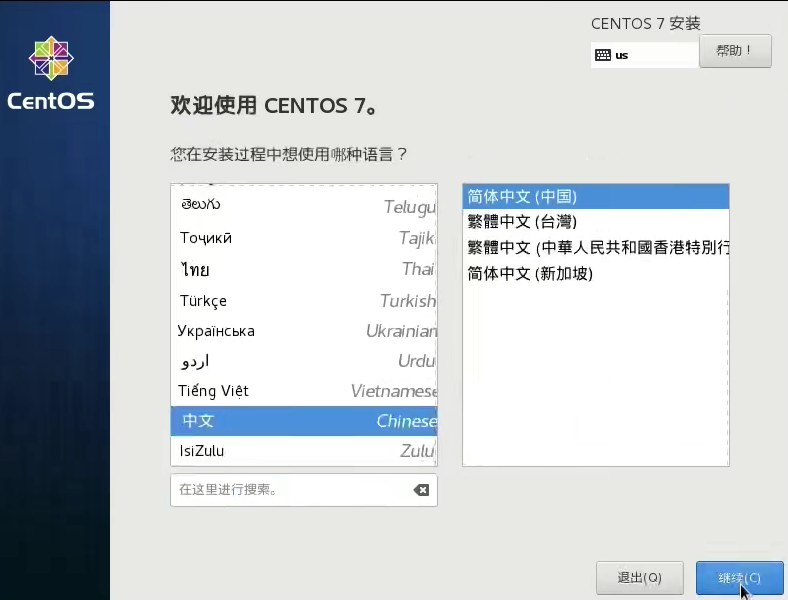 CENTOS 7 安装
us
帮助！
CentOS
欢迎使用 CENTOS 7。
您在安装过程中想使用哪种语言？
తెలుగు Telugu
Тоҷикӣ Tajik
ไทย Thai
Türkçe Turkish
Українська Ukrainian
اردو Urdu
Tiếng Việt Vietnamese
中文 Chinese
IsiZulu Zulu
简体中文 (中国)
繁體中文 (台灣)
繁體中文 (中華人民共和國香港特別行
简体中文 (新加坡)
在这里进行搜索。
退出(Q)
继续(C)